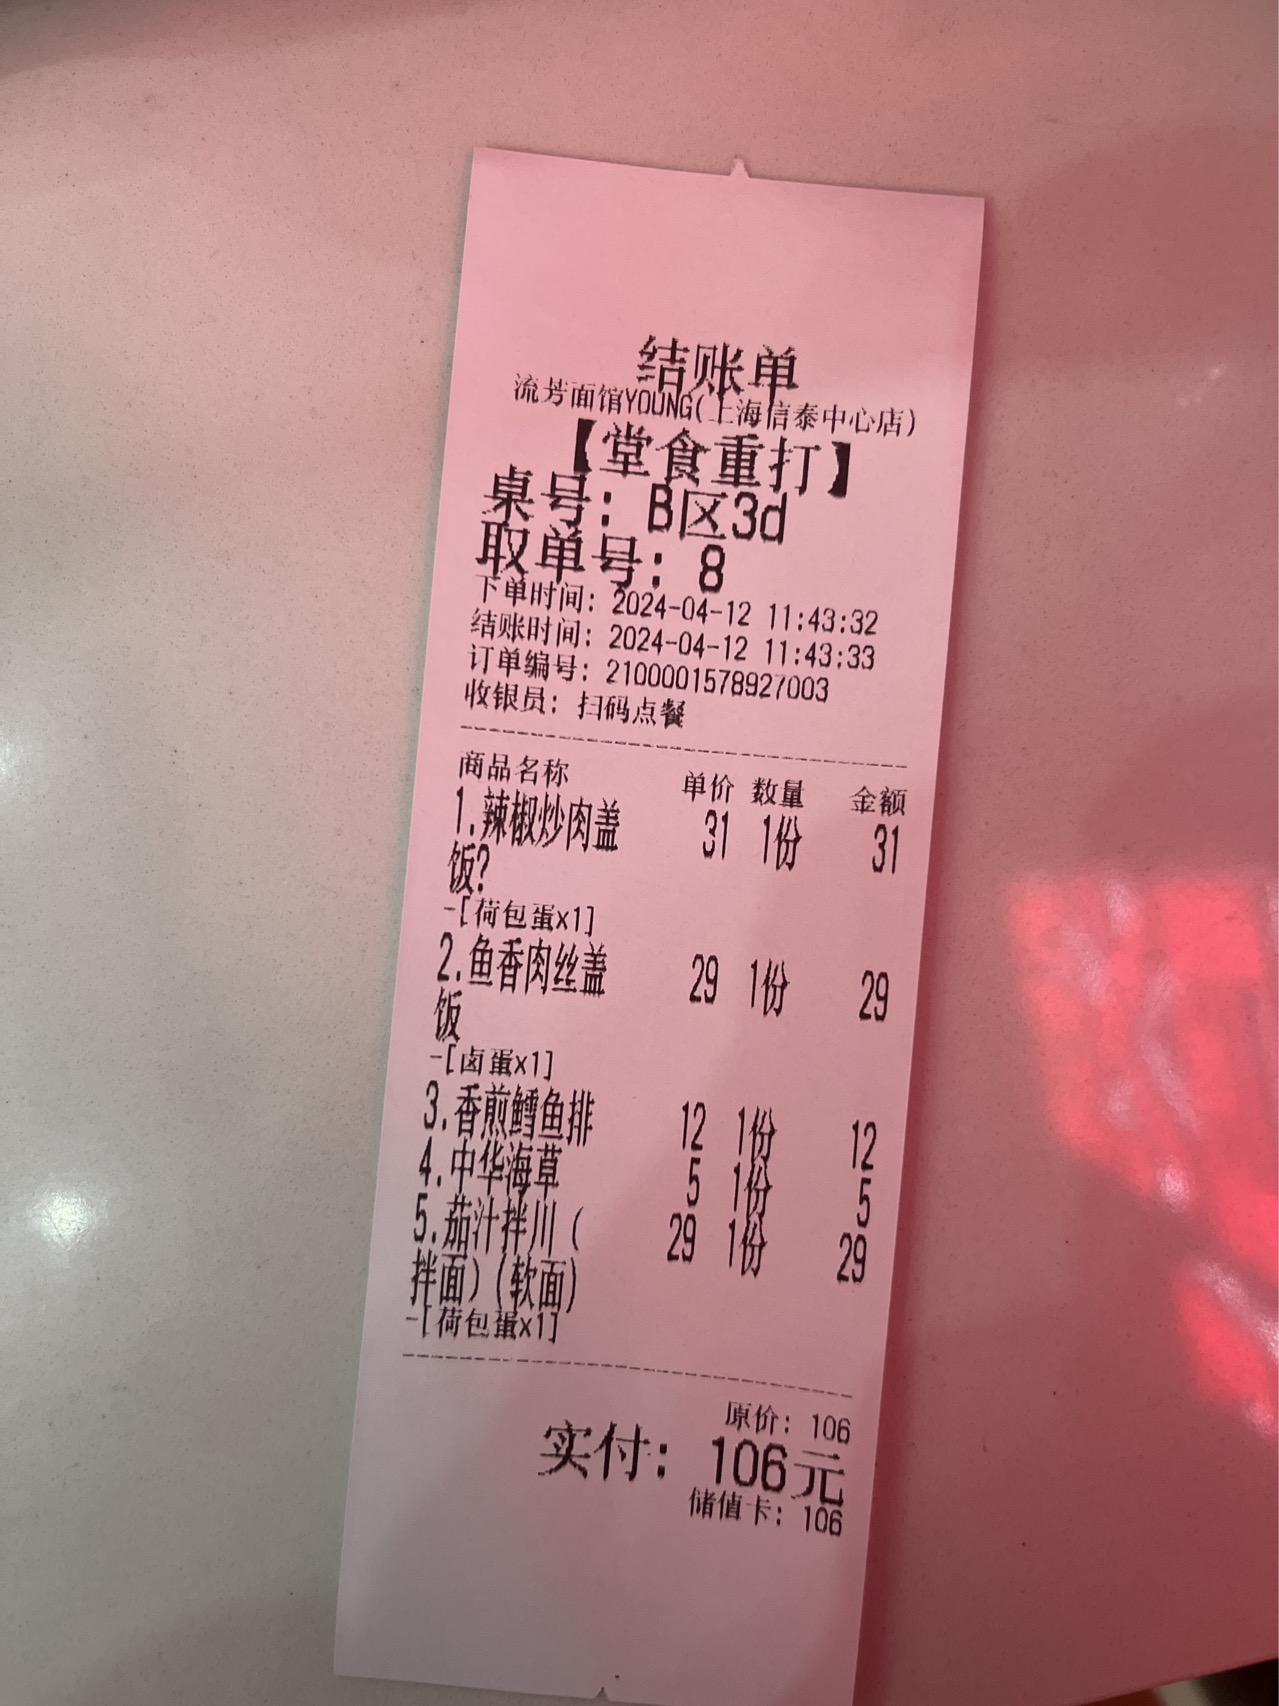 结账单
流芳面馆YOUNG(上海信泰中心店)
【堂食重打】
桌号: B区3d
取单号: 8
下单时间: 2024-04-12 11:43:32
结账时间: 2024-04-12 11:43:33
订单编号: 2100001578927003
收银员: 扫码点餐
商品名称 单价 数量 金额
1.辣椒炒肉盖 31 1份 31
饭?
-[荷包蛋x1]
2.鱼香肉丝盖 29 1份 29
饭
-[卤蛋x1]
3.香煎鳕鱼排 12 1份 12
4.中华海草 5 1份 5
5.茄汁拌川( 29 1份 29
拌面)(软面)
-[荷包蛋x1]
原价: 106
实付: 106元
储值卡: 106